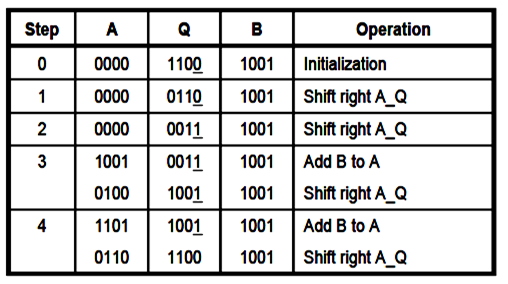 Step A Q B Operation
0 0000 1100 1001 Initialization
1 0000 0110 1001 Shift right A_Q
2 0000 0011 1001 Shift right A_Q
3 1001 0011 1001 Add B to A
0100 1001 1001 Shift right A_Q
4 1101 1001 1001 Add B to A
0110 1100 1001 Shift right A_Q